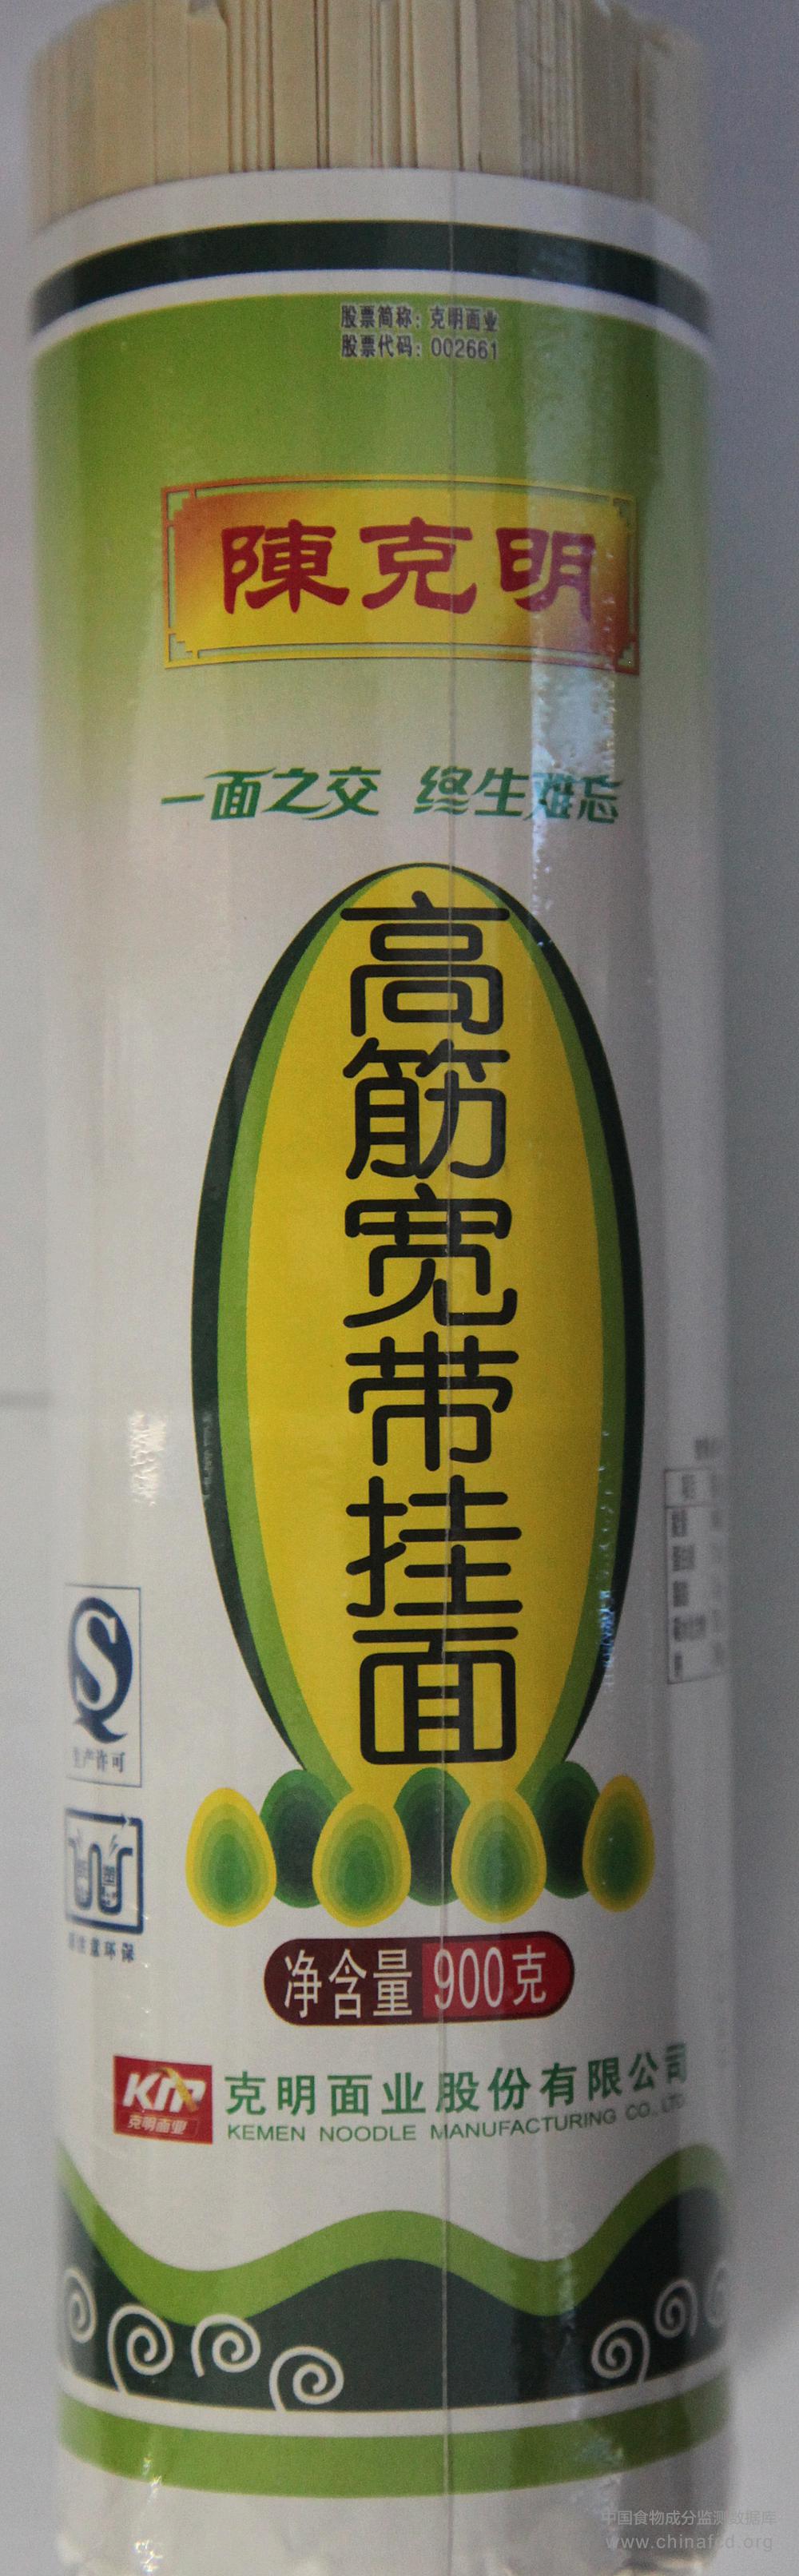 股票简称：克明面业
股票代码：002661
陳克明
一面之交 终生难忘
高筋宽带挂面
生产许可
环保
净含量 900克
克明面业
克明面业股份有限公司
KEMEN NOODLE MANUFACTURING CO., LTD
中国食物成分监测数据库
www.chinafcd.org